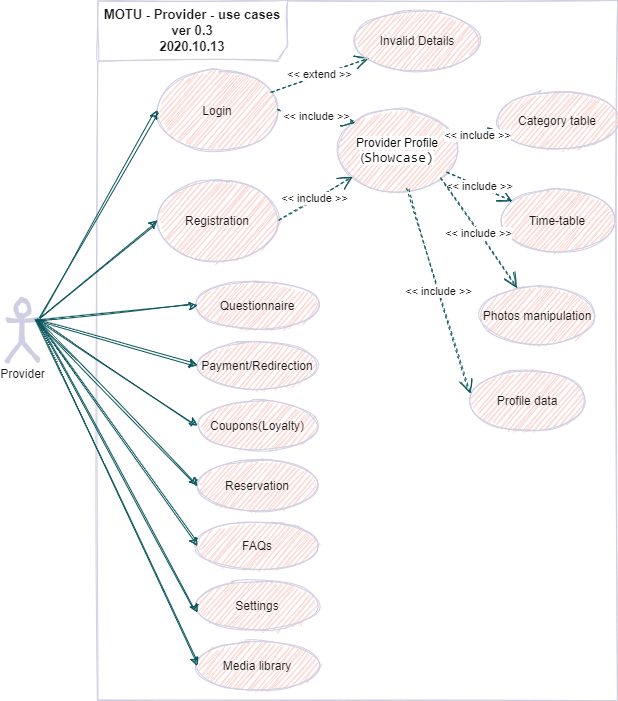 MOTU - Provider - use cases
ver 0.3
2020.10.13
Invalid Details
<< extend >>
Login
<< include >>
Provider Profile
(Showcase)
<< include >>
Category table
<< include >>
Registration
<< include >>
Time-table
<< include >>
Questionnaire
<< include >>
Photos manipulation
Provider
Payment/Redirection
Profile data
Coupons(Loyalty)
Reservation
FAQs
Settings
Media library